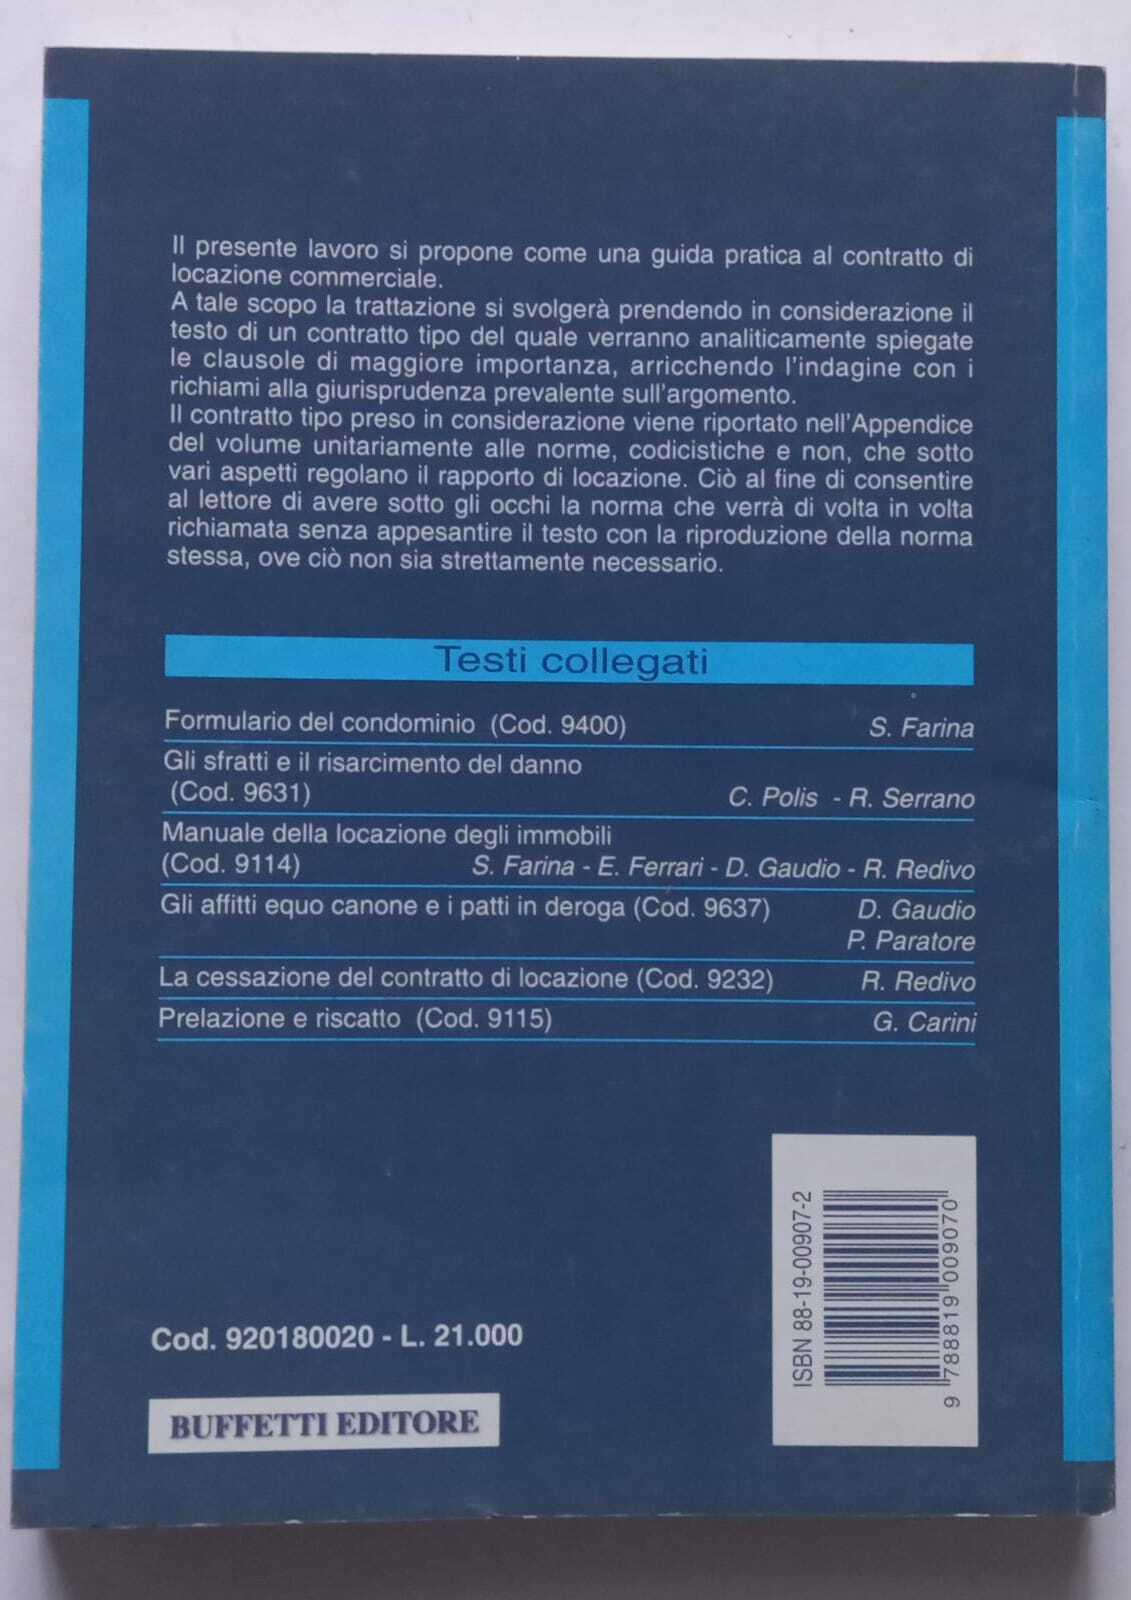 Il presente lavoro si propone come una guida pratica al contratto di
locazione commerciale.
A tale scopo la trattazione si svolgerà prendendo in considerazione il
testo di un contratto tipo del quale verranno analiticamente spiegate
le clausole di maggiore importanza, arricchendo l'indagine con i
richiami alla giurisprudenza prevalente sull'argomento.
Il contratto tipo preso in considerazione viene riportato nell'Appendice
del volume unitariamente alle norme, codicistiche e non, che sotto
vari aspetti regolano il rapporto di locazione. Ciò al fine di consentire
al lettore di avere sotto gli occhi la norma che verrà di volta in volta
richiamata senza appesantire il testo con la riproduzione della norma
stessa, ove ciò non sia strettamente necessario.
Testi collegati
Formulario del condominio (Cod. 9400) S. Farina
Gli sfratti e il risarcimento del danno
(Cod. 9631) C. Polis - R. Serrano
Manuale della locazione degli immobili
(Cod. 9114) S. Farina - E. Ferrari - D. Gaudio - R. Redivo
Gli affitti equo canone e i patti in deroga (Cod. 9637) D. Gaudio
P. Paratore
La cessazione del contratto di locazione (Cod. 9232) R. Redivo
Prelazione e riscatto (Cod. 9115) G. Carini
ISBN 88-19-00907-2
9 788819 009070
Cod. 920180020 - L. 21.000
BUFFETTI EDITORE